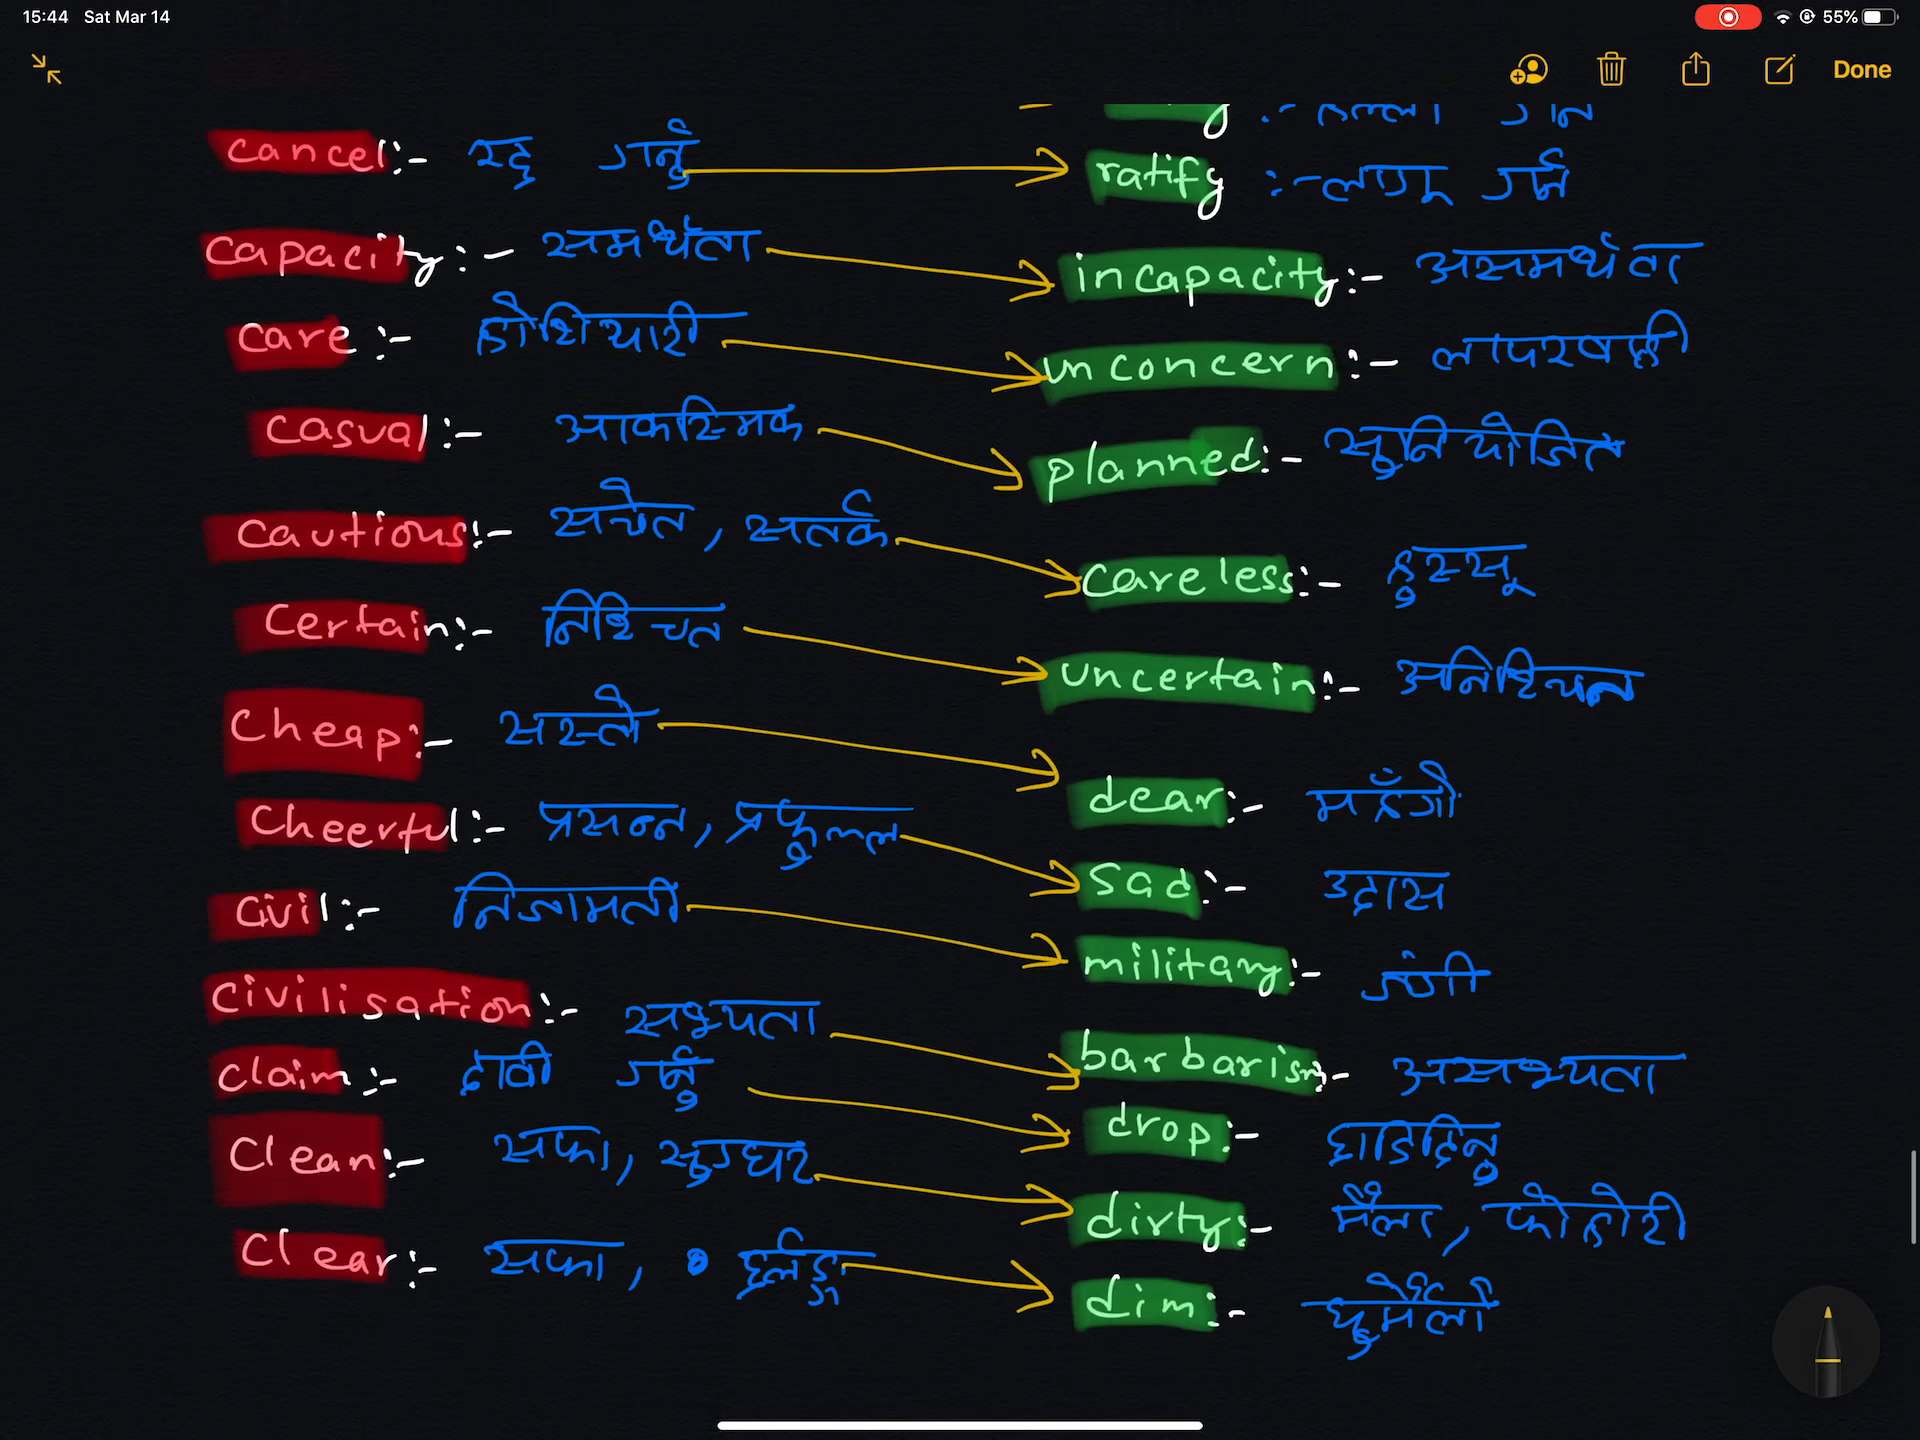 15:44 Sat Mar 14 55%
Done
cancel :- रद्द गर्नु ratify :- लागू गर्न
capacity :- समर्थता incapacity :- असमर्थता
care :- होशियारी unconcern :- लापरवाही
casual :- आकस्मिक planned :- सुनियोजित
cautious :- सचेत, सतर्क careless :- हुस्सू
certain :- निश्चित uncertain :- अनिश्चित
cheap :- सस्तो dear :- महँगो
cheerful :- प्रसन्न, प्रफुल्ल sad :- उदास
civil :- निजामती military :- जंगी
civilisation :- सभ्यता barbarism :- असभ्यता
claim :- दावी गर्नु drop :- छाडिदिनु
clean :- सफा, सुग्घर dirty :- मैला, फोहोरी
clear :- सफा, छर्लङ्ग dim :- धुमैलो